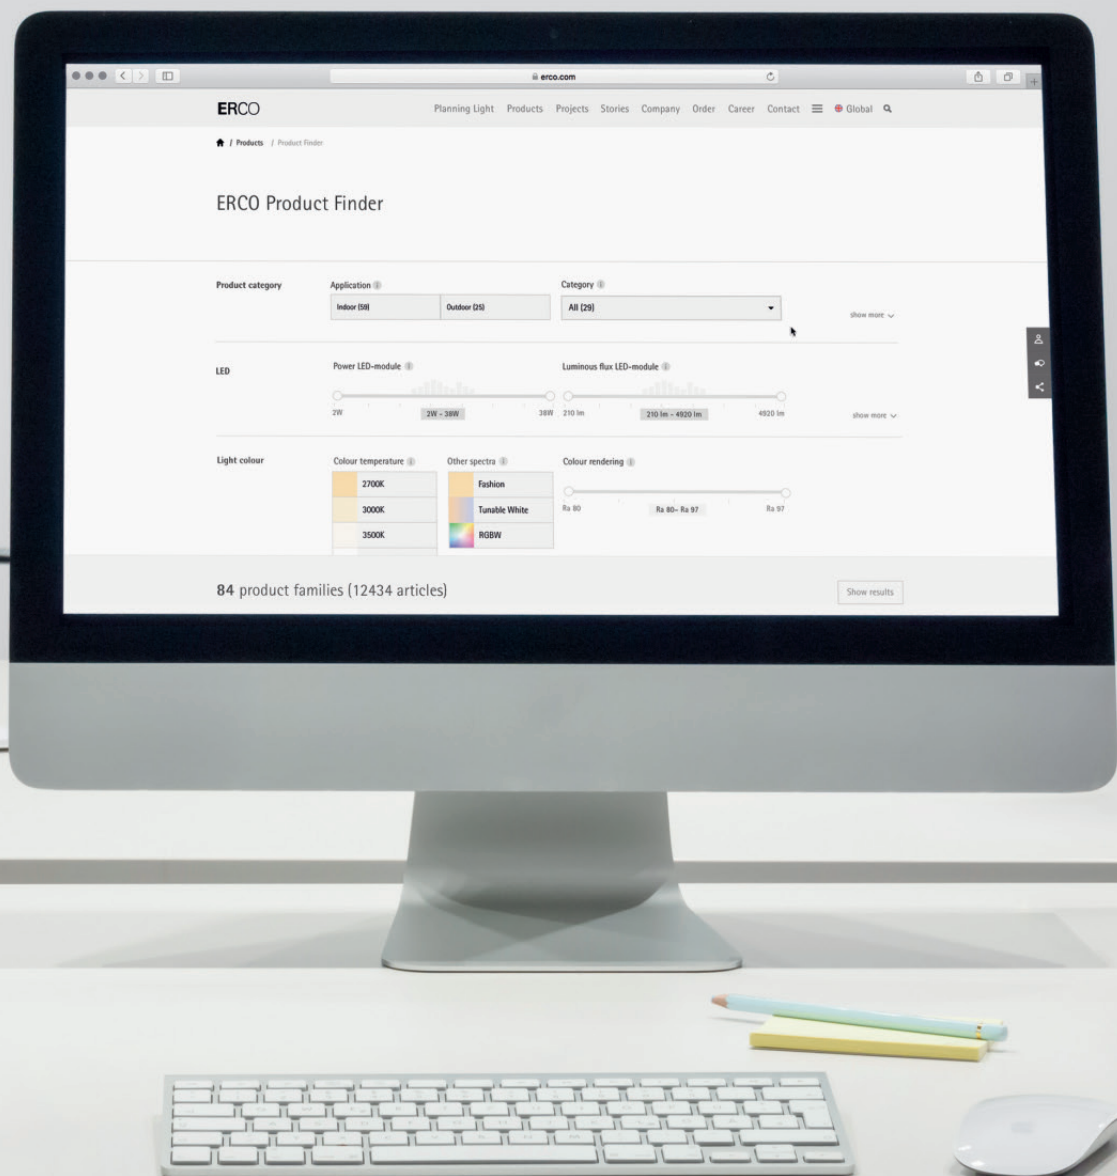 erco.com
ERCO
Planning Light Products Projects Stories Company Order Career Contact Global
/ Products / Product Finder
ERCO Product Finder
Product category
Application
Category
Indoor (59)
Outdoor (25)
All (29)
show more
LED
Power LED-module
Luminous flux LED-module
2W
2W - 38W
38W
210 lm
210 lm - 4920 lm
4920 lm
show more
Light colour
Colour temperature
Other spectra
Colour rendering
2700K
Fashion
3000K
Tunable White
3500K
RGBW
Ra 80
Ra 80– Ra 97
Ra 97
84 product families (12434 articles)
Show results